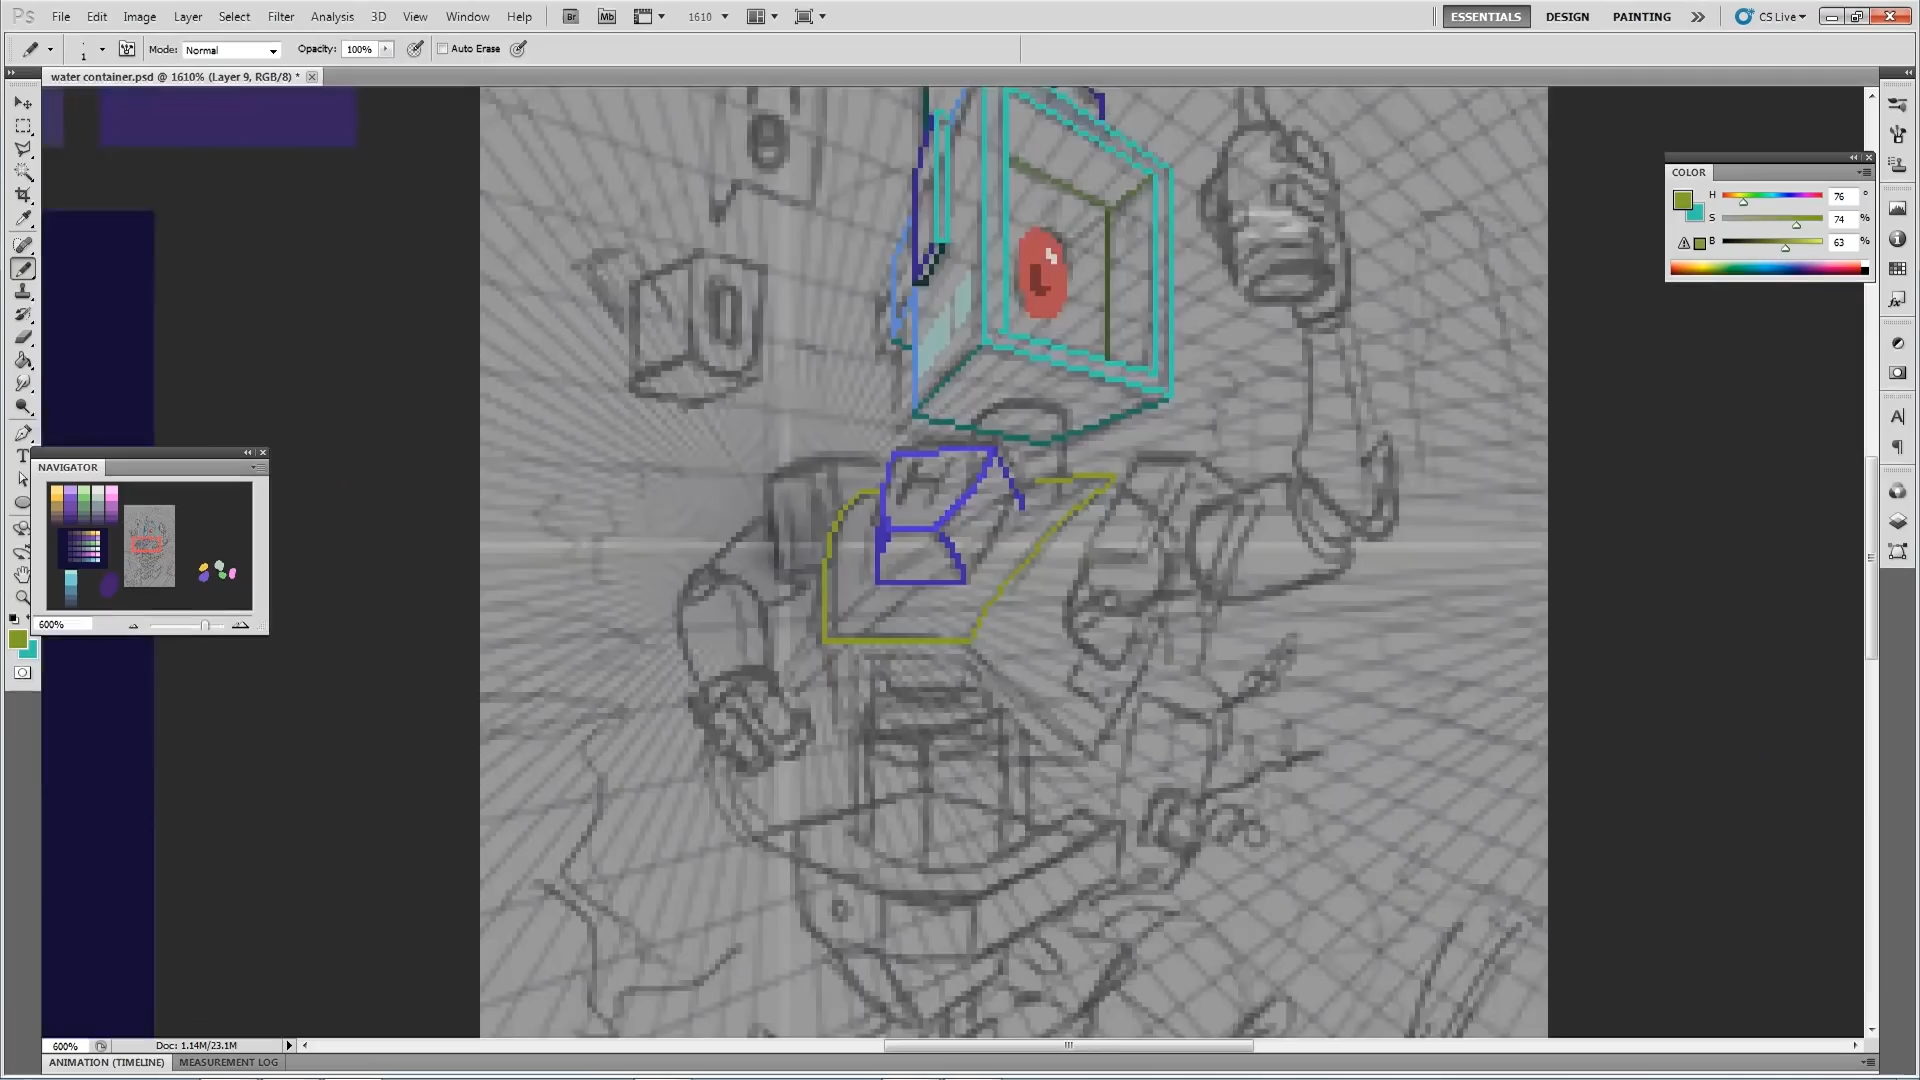 Ps File Edit Image Layer Select Filter Analysis 3D View Window Help Br Mb 1610 ESSENTIALS DESIGN PAINTING CS Live
1 Mode: Normal Opacity: 100% Auto Erase
water container.psd @ 1610% (Layer 9, RGB/8) *
COLOR
H 76 °
S 74 %
B 63 %
NAVIGATOR
600%
600% Doc: 1.14M/23.1M
ANIMATION (TIMELINE) MEASUREMENT LOG